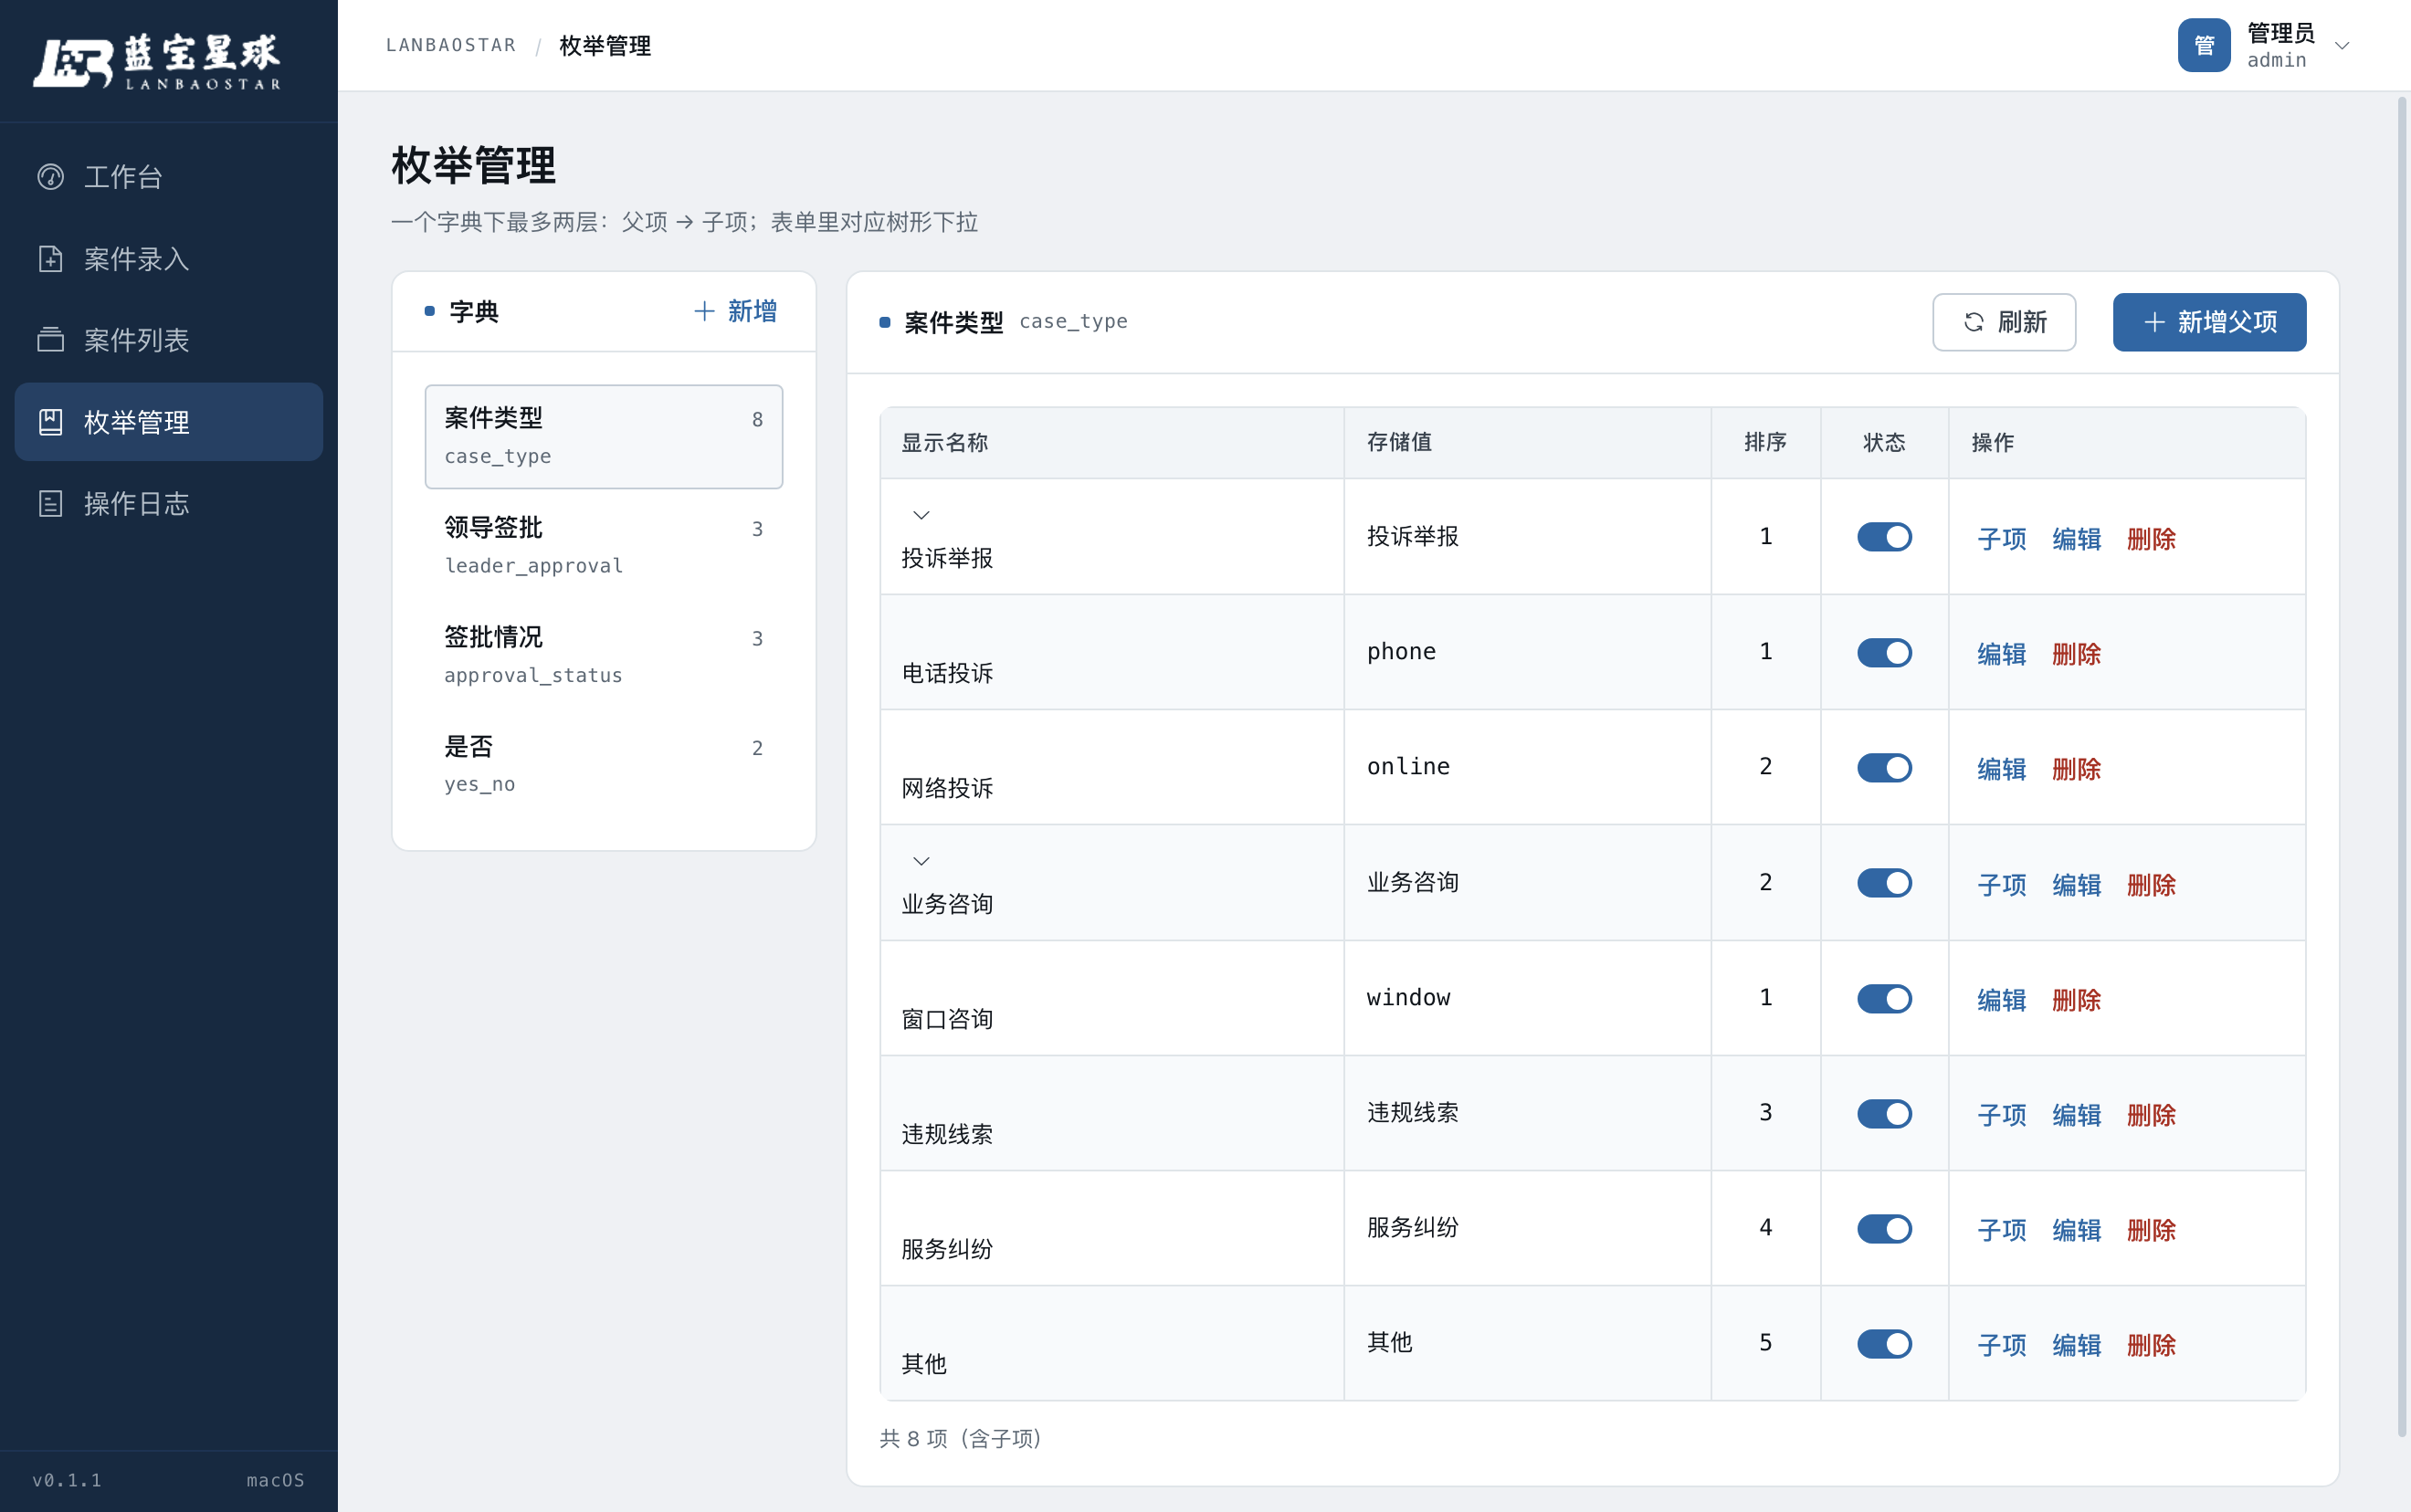 蓝宝星球
LANBAOSTAR
工作台
案件录入
案件列表
枚举管理
操作日志
v0.1.1 macOS
LANBAOSTAR / 枚举管理
管 管理员
admin
枚举管理
一个字典下最多两层：父项 → 子项；表单里对应树形下拉
字典 + 新增
案件类型 8
case_type
领导签批 3
leader_approval
签批情况 3
approval_status
是否 2
yes_no
案件类型 case_type 刷新 + 新增父项
显示名称 存储值 排序 状态 操作
投诉举报 投诉举报 1 子项 编辑 删除
电话投诉 phone 1 编辑 删除
网络投诉 online 2 编辑 删除
业务咨询 业务咨询 2 子项 编辑 删除
窗口咨询 window 1 编辑 删除
违规线索 违规线索 3 子项 编辑 删除
服务纠纷 服务纠纷 4 子项 编辑 删除
其他 其他 5 子项 编辑 删除
共 8 项（含子项）